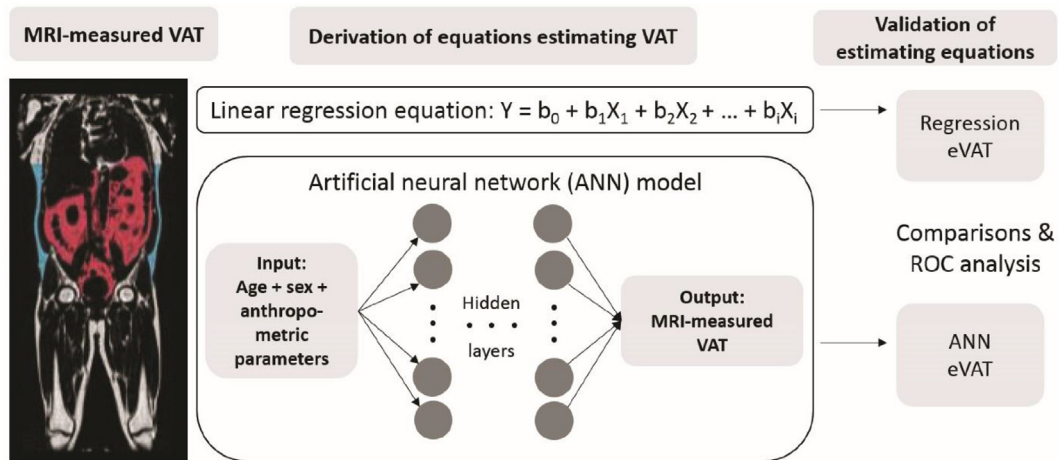 MRI-measured VAT
Derivation of equations estimating VAT
Validation of
estimating equations
Linear regression equation: Y = b₀ + b₁X₁ + b₂X₂ + ... + bᵢXᵢ
Regression
eVAT
Artificial neural network (ANN) model
Input:
Age + sex +
anthropo-
metric
parameters
Hidden
layers
Output:
MRI-measured
VAT
Comparisons &
ROC analysis
ANN
eVAT